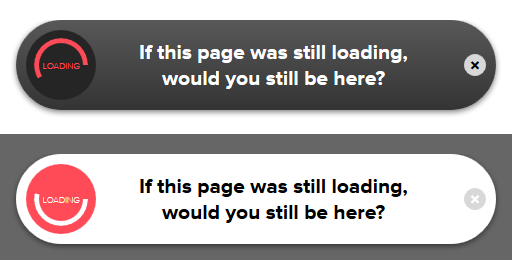 LOADING
If this page was still loading,
would you still be here?
LOADING
If this page was still loading,
would you still be here?